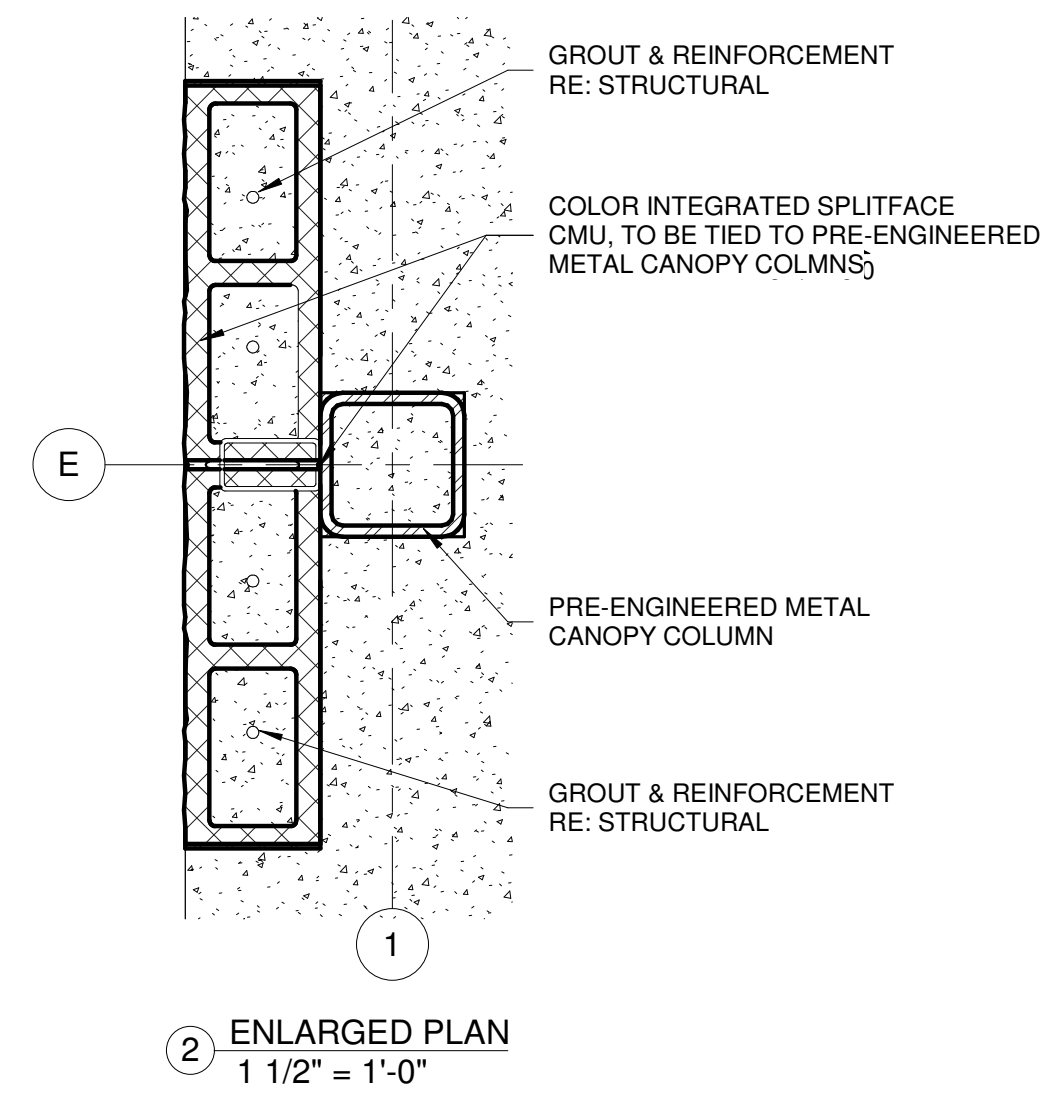 GROUT & REINFORCEMENT
RE: STRUCTURAL
COLOR INTEGRATED SPLITFACE
CMU, TO BE TIED TO PRE-ENGINEERED
METAL CANOPY COLMNS
E
PRE-ENGINEERED METAL
CANOPY COLUMN
GROUT & REINFORCEMENT
RE: STRUCTURAL
1
2 ENLARGED PLAN
1 1/2" = 1'-0"